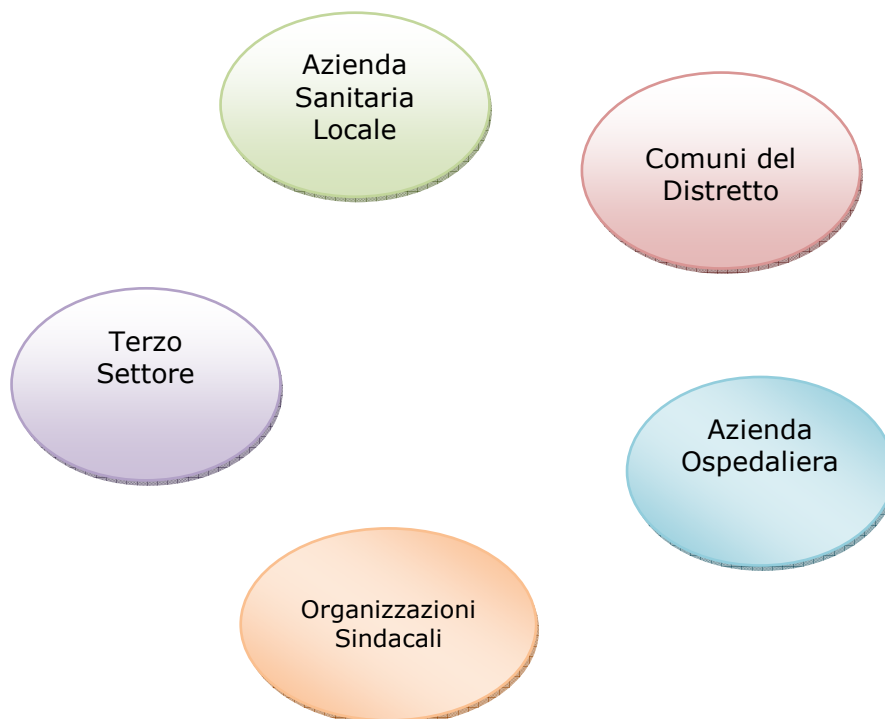 Azienda
Sanitaria
Locale
Comuni del
Distretto
Terzo
Settore
Azienda
Ospedaliera
Organizzazioni
Sindacali